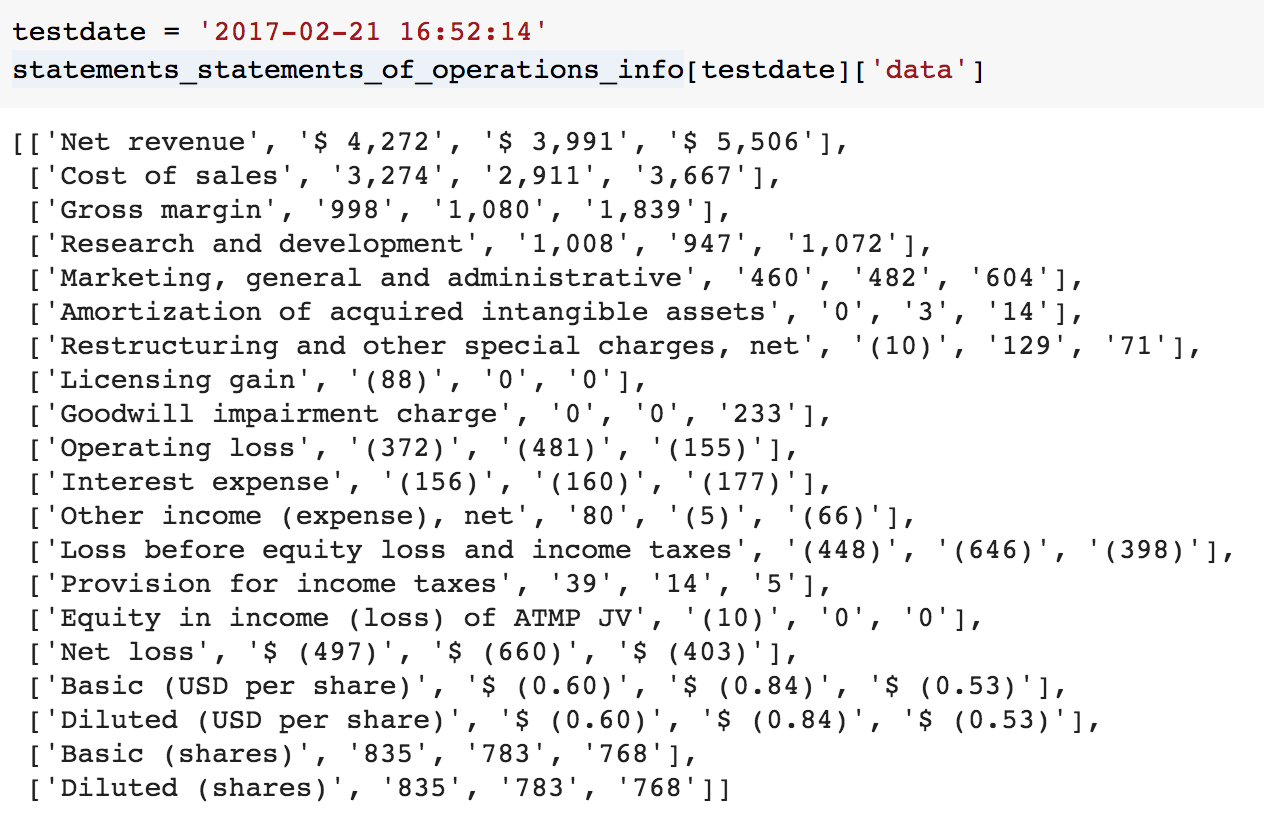 testdate = '2017-02-21 16:52:14'
statements_statements_of_operations_info[testdate]['data']
[['Net revenue', '$ 4,272', '$ 3,991', '$ 5,506'],
['Cost of sales', '3,274', '2,911', '3,667'],
['Gross margin', '998', '1,080', '1,839'],
['Research and development', '1,008', '947', '1,072'],
['Marketing, general and administrative', '460', '482', '604'],
['Amortization of acquired intangible assets', '0', '3', '14'],
['Restructuring and other special charges, net', '(10)', '129', '71'],
['Licensing gain', '(88)', '0', '0'],
['Goodwill impairment charge', '0', '0', '233'],
['Operating loss', '(372)', '(481)', '(155)'],
['Interest expense', '(156)', '(160)', '(177)'],
['Other income (expense), net', '80', '(5)', '(66)'],
['Loss before equity loss and income taxes', '(448)', '(646)', '(398)'],
['Provision for income taxes', '39', '14', '5'],
['Equity in income (loss) of ATMP JV', '(10)', '0', '0'],
['Net loss', '$ (497)', '$ (660)', '$ (403)'],
['Basic (USD per share)', '$ (0.60)', '$ (0.84)', '$ (0.53)'],
['Diluted (USD per share)', '$ (0.60)', '$ (0.84)', '$ (0.53)'],
['Basic (shares)', '835', '783', '768'],
['Diluted (shares)', '835', '783', '768']]